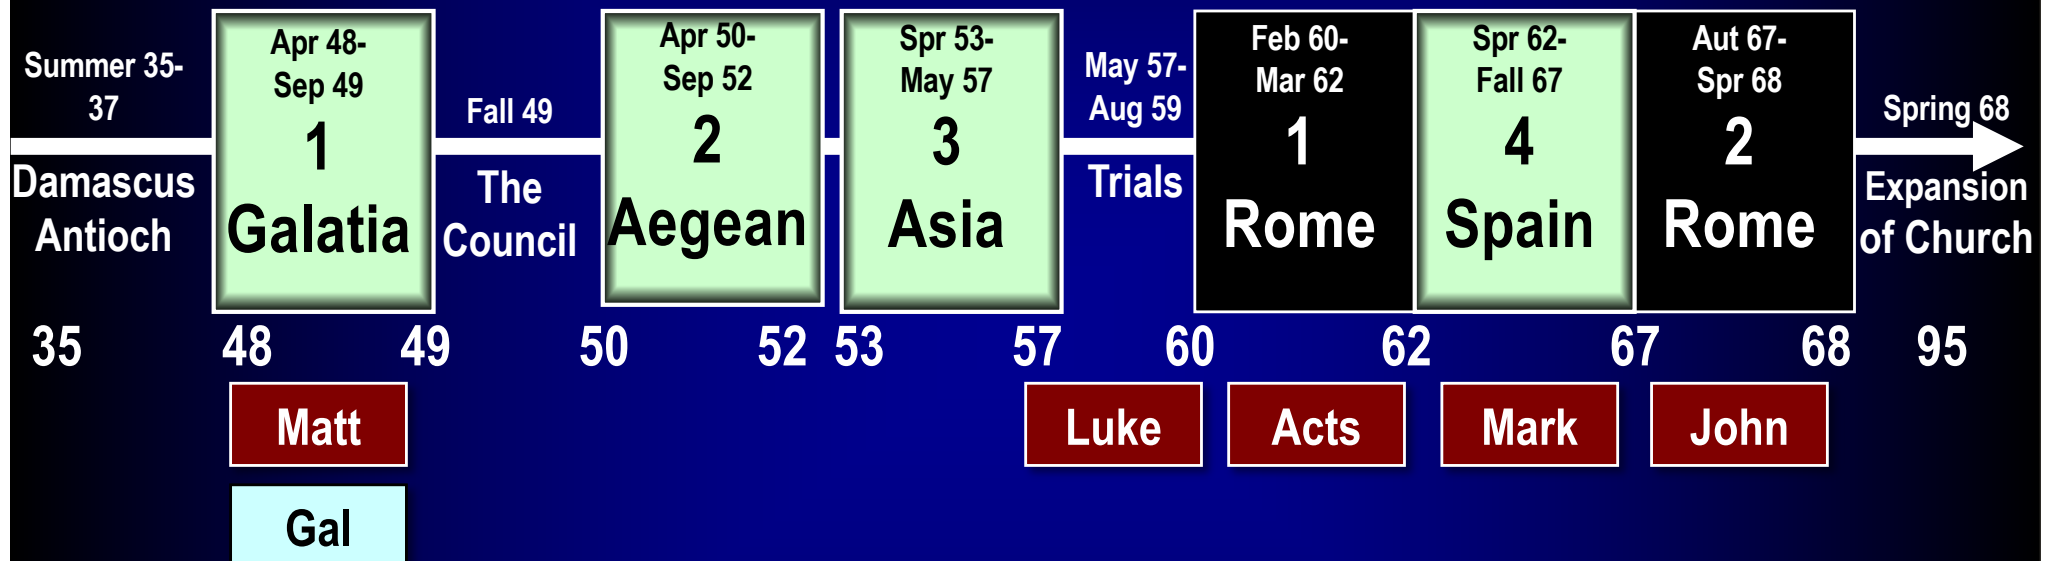 Summer 35-
37
Damascus
Antioch
Apr 48-
Sep 49
1
Galatia
Fall 49
The
Council
Apr 50-
Sep 52
2
Aegean
Spr 53-
May 57
3
Asia
May 57-
Aug 59
Trials
Feb 60-
Mar 62
1
Rome
Spr 62-
Fall 67
4
Spain
Aut 67-
Spr 68
2
Rome
Spring 68
Expansion
of Church
35 48 49 50 52 53 57 60 62 67 68 95
Matt Luke Acts Mark John
Gal